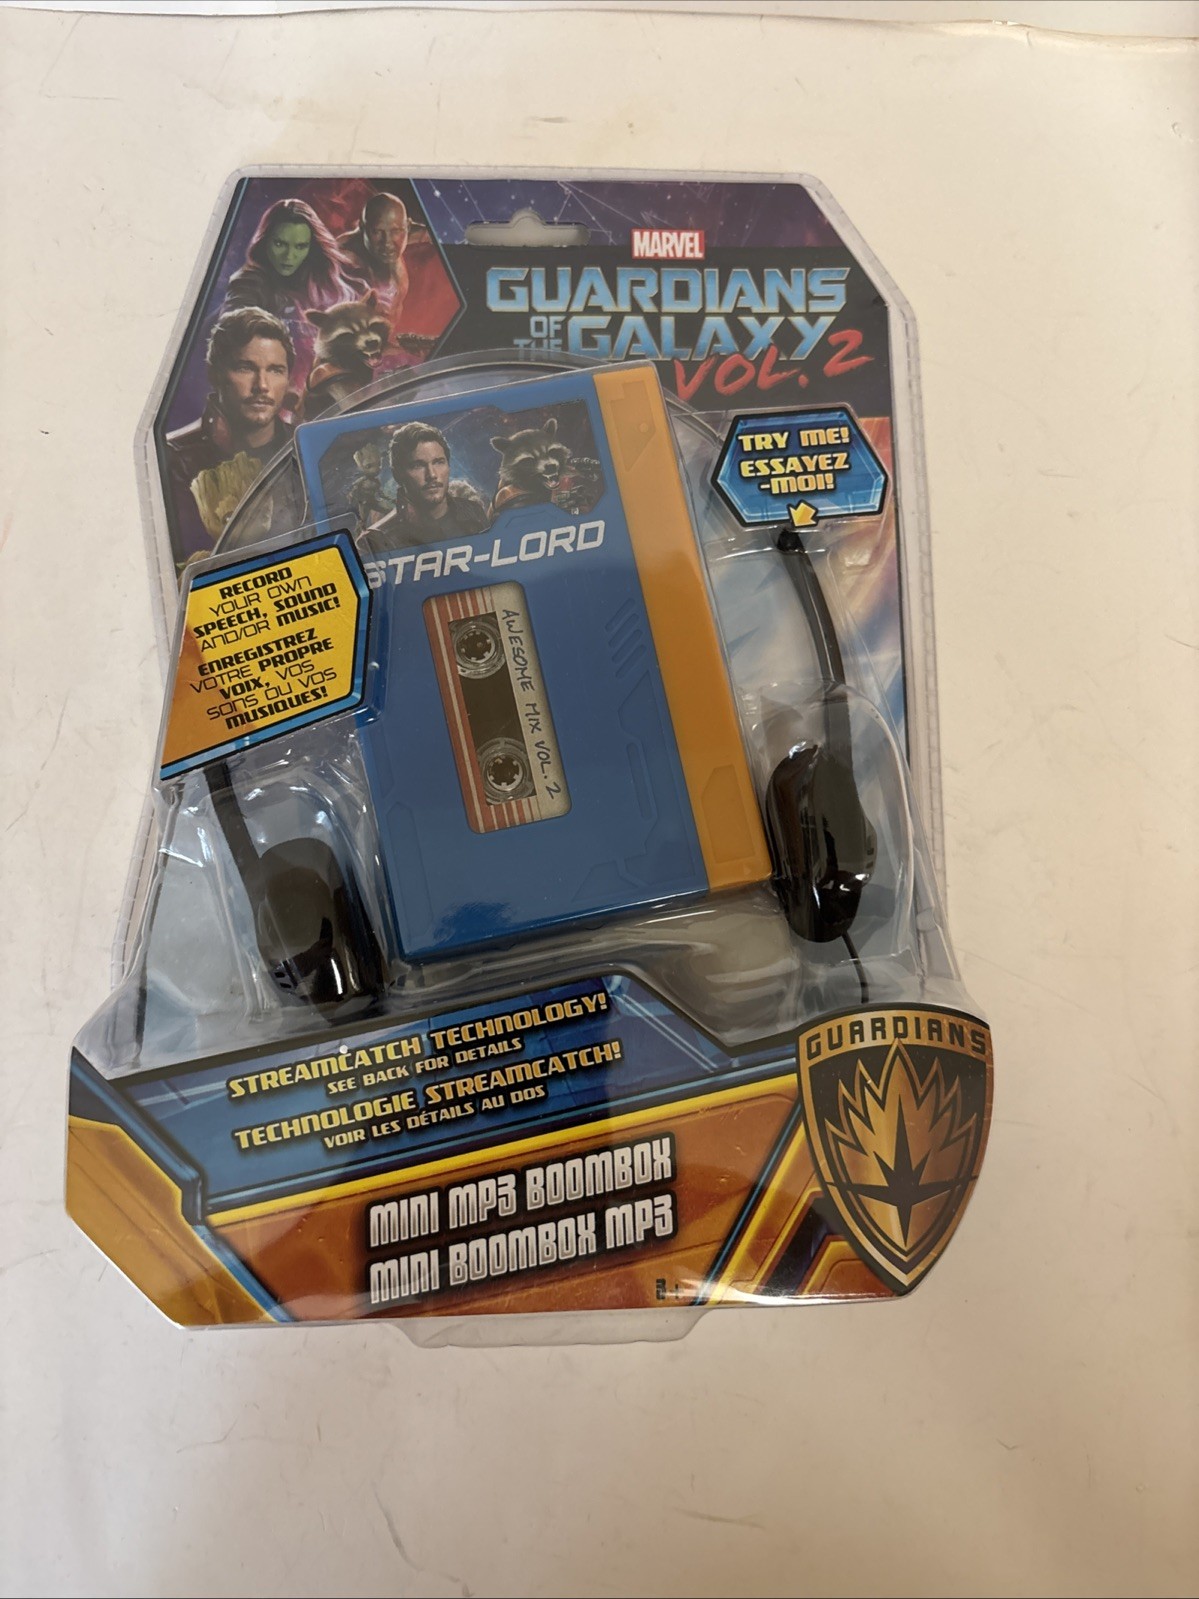 MARVEL
GUARDIANS
OF THE GALAXY
VOL. 2
TRY ME!
ESSAYEZ
-MOI!
STAR-LORD
AWESOME MIX VOL. 2
RECORD
YOUR OWN
SPEECH, SOUND
AND/OR MUSIC!
ENREGISTREZ
VOTRE PROPRE
VOIX, VOS
SONS OU VOS
MUSIQUES!
STREAMCATCH TECHNOLOGY!
SEE BACK FOR DETAILS
TECHNOLOGIE STREAMCATCH!
VOIR LES DÉTAILS AU DOS
GUARDIANS
MINI MP3 BOOMBOX
MINI BOOMBOX MP3